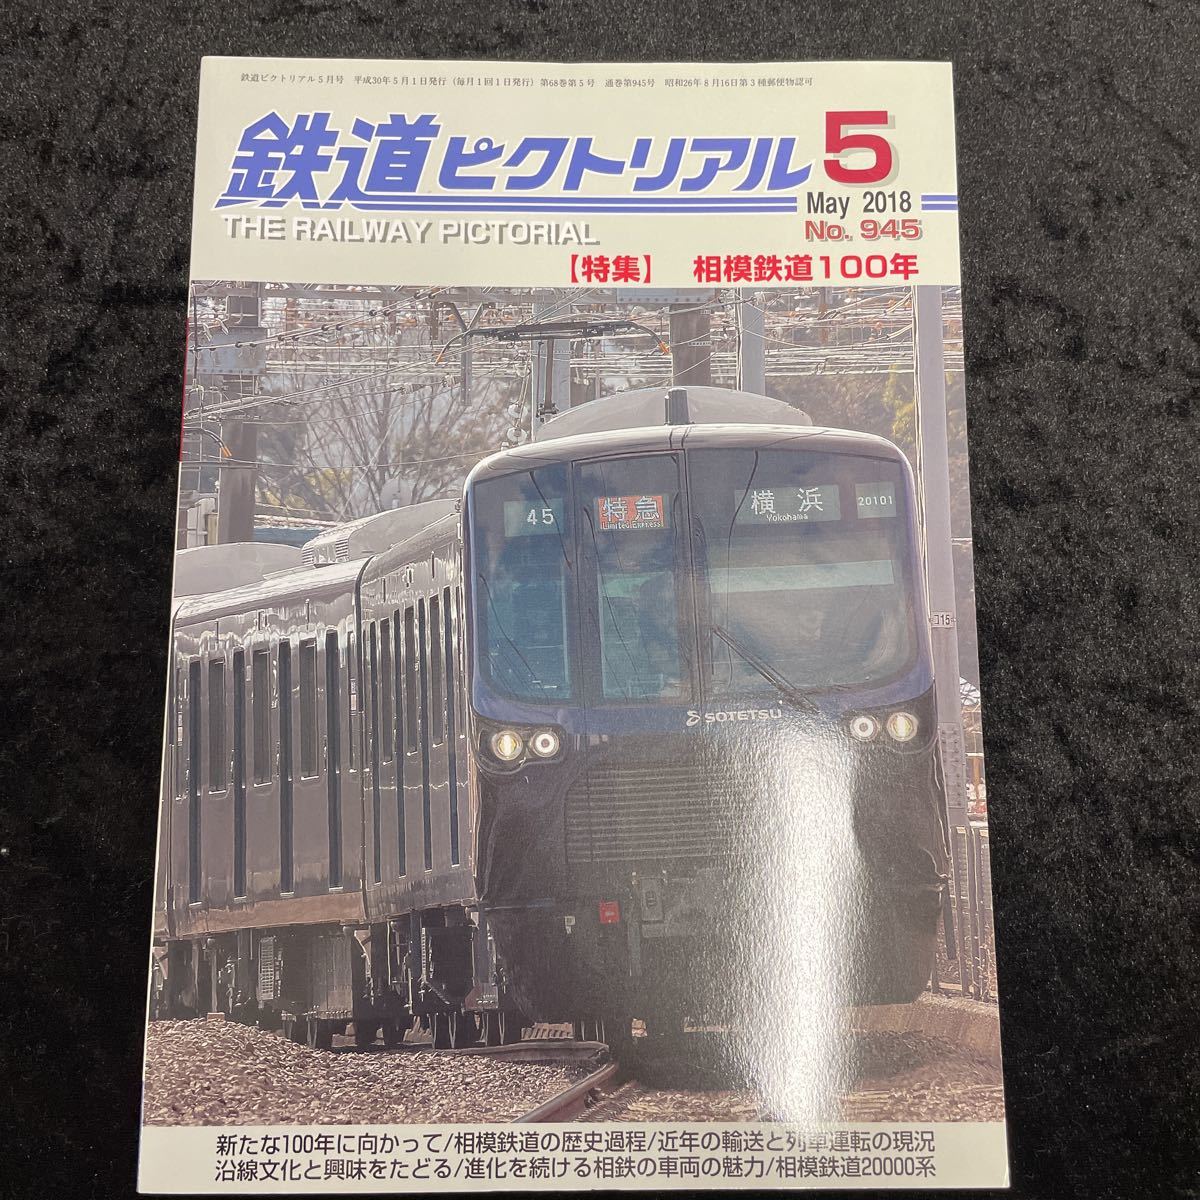 鉄道ピクトリアル5月号 平成30年5月1日発行(毎月1回1日発行)第68巻第5号 通巻第945号 昭和26年8月16日第3種郵便物認可
鉄道ピクトリアル 5
May 2018
THE RAILWAY PICTORIAL
No. 945
【特集】 相模鉄道100年
45
特急
Limited Express
横浜
Yokohama
20101
15
SOTETSU
新たな100年に向かって/相模鉄道の歴史過程/近年の輸送と列車運転の現況
沿線文化と興味をたどる/進化を続ける相鉄の車両の魅力/相模鉄道20000系